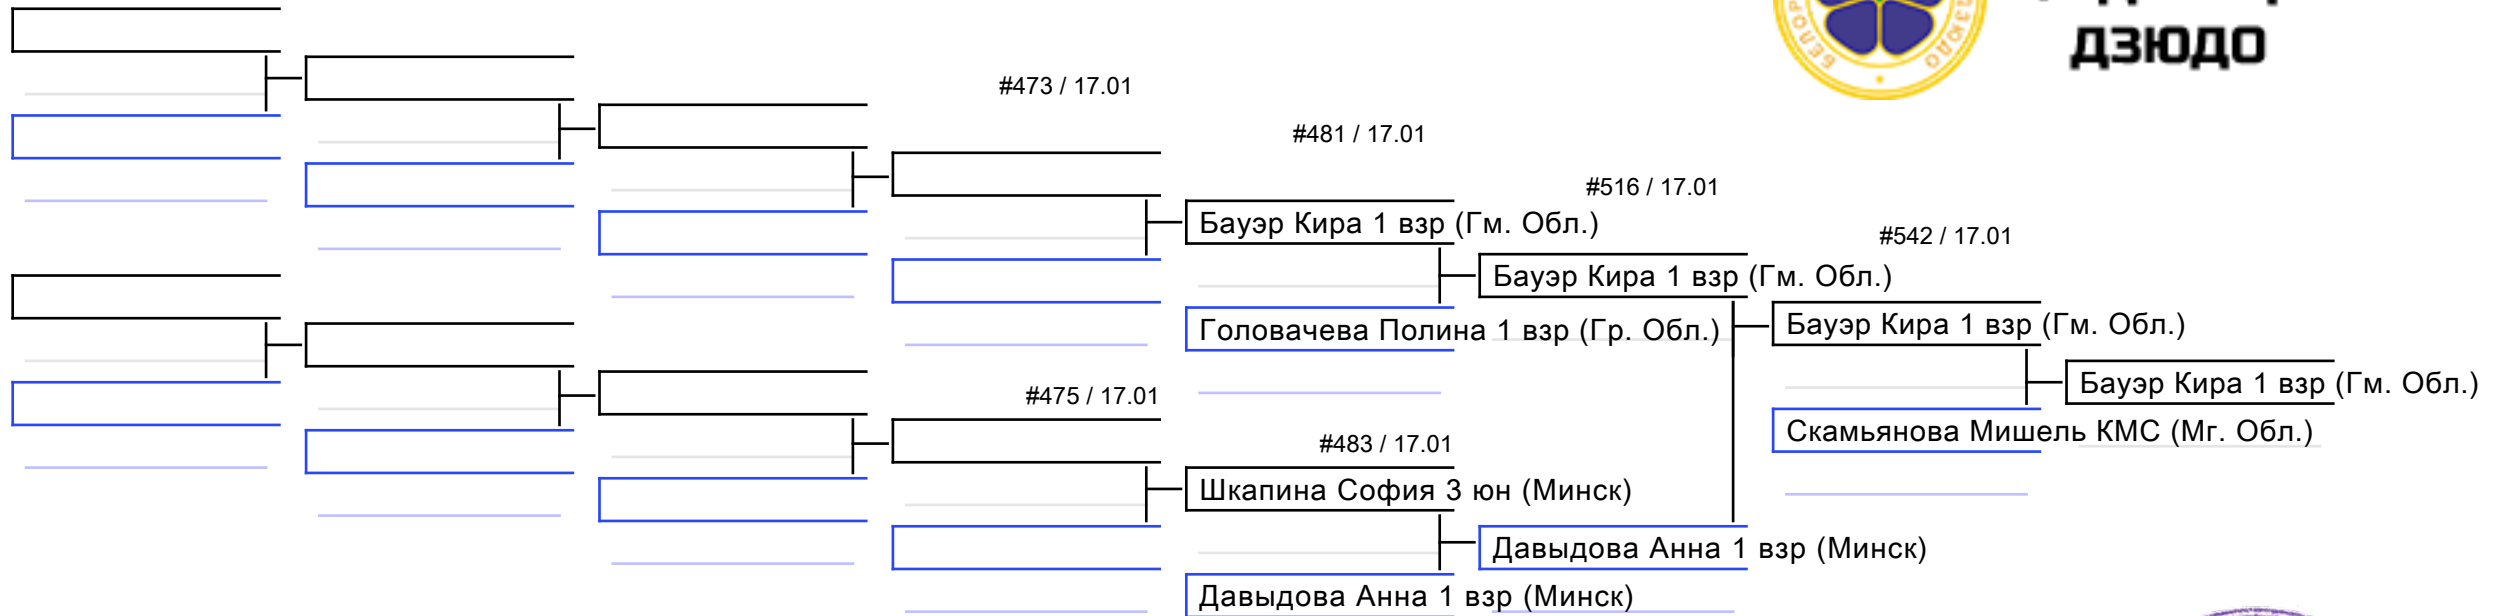 ДЗЮДО
#473 / 17.01
#481 / 17.01
#516 / 17.01
Бауэр Кира 1 взр (Гм. Обл.)
#542 / 17.01
Бауэр Кира 1 взр (Гм. Обл.)
Головачева Полина 1 взр (Гр. Обл.)
Бауэр Кира 1 взр (Гм. Обл.)
Бауэр Кира 1 взр (Гм. Обл.)
#475 / 17.01
Скамьянова Мишель КМС (Мг. Обл.)
#483 / 17.01
Шкапина София 3 юн (Минск)
Давыдова Анна 1 взр (Минск)
Давыдова Анна 1 взр (Минск)